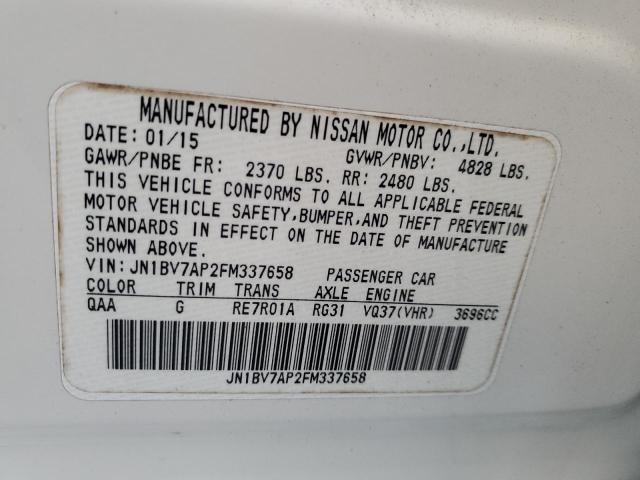 MANUFACTURED BY NISSAN MOTOR CO.,LTD.
DATE: 01/15 GVWR/PNBV: 4828 LBS.
GAWR/PNBE FR: 2370 LBS. RR: 2480 LBS.
THIS VEHICLE CONFORMS TO ALL APPLICABLE FEDERAL
MOTOR VEHICLE SAFETY,BUMPER,AND THEFT PREVENTION
STANDARDS IN EFFECT ON THE DATE OF MANUFACTURE
SHOWN ABOVE.
VIN:JN1BV7AP2FM337658 PASSENGER CAR
COLOR TRIM TRANS AXLE ENGINE
QAA G RE7R01A RG31 VQ37(VHR) 3696CC
JN1BV7AP2FM337658